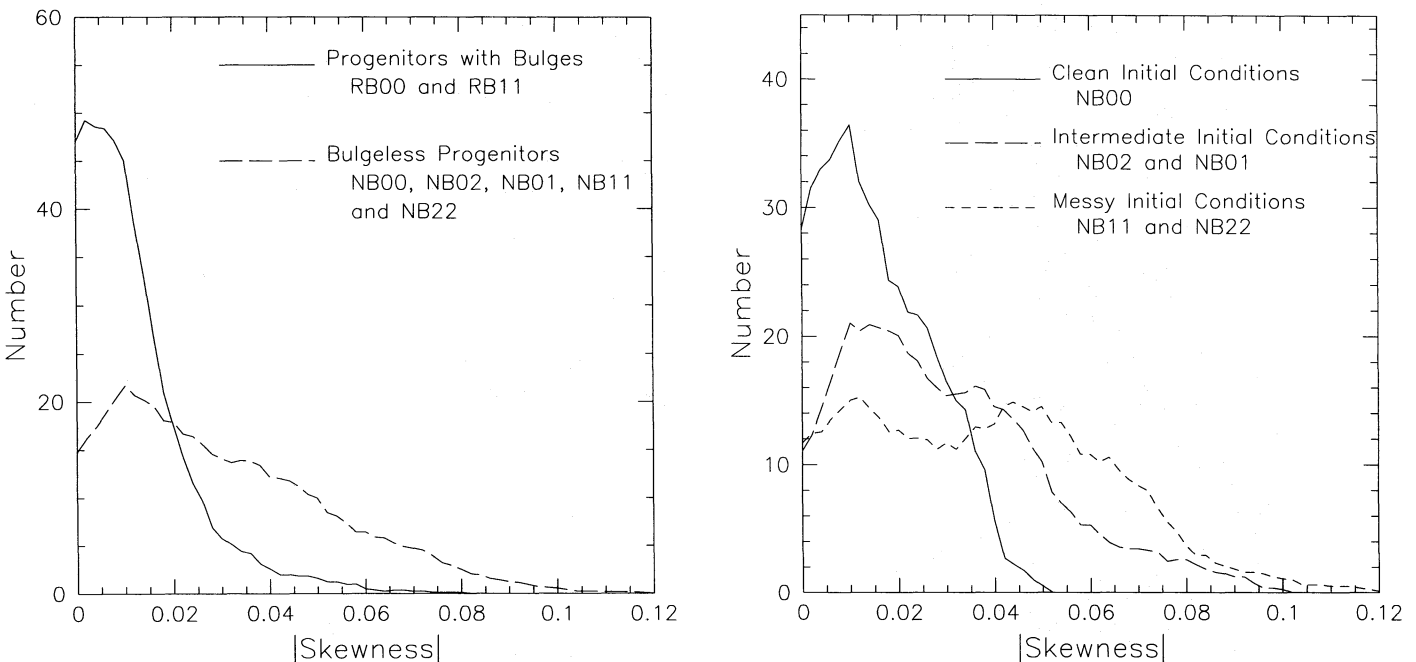 60
40
20
0
Number
Progenitors with Bulges
RB00 and RB11
Bulgeless Progenitors
NB00, NB02, NB01, NB11
and NB22
0 0.02 0.04 0.06 0.08 0.1 0.12
|Skewness|
40
30
20
10
0
Number
Clean Initial Conditions
NB00
Intermediate Initial Conditions
NB02 and NB01
Messy Initial Conditions
NB11 and NB22
0 0.02 0.04 0.06 0.08 0.1 0.12
|Skewness|